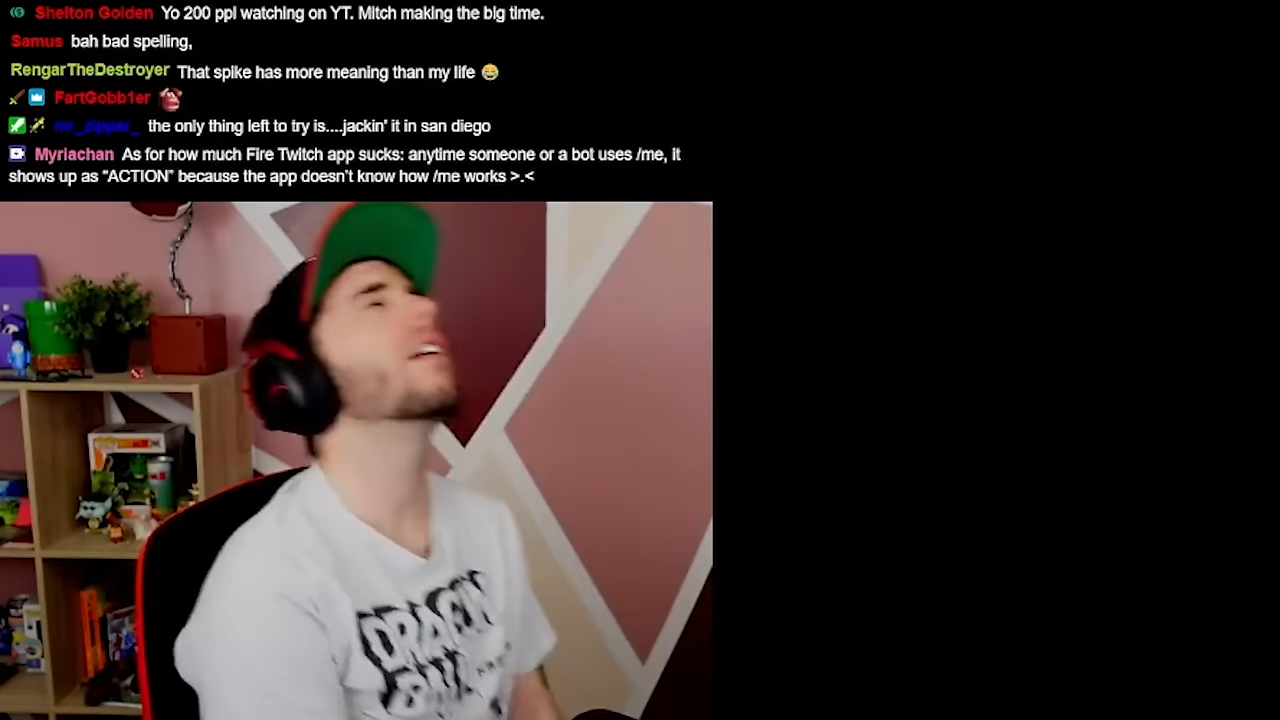 Shelton Golden Yo 200 ppl watching on YT. Mitch making the big time.
Samus bah bad spelling,
RengarTheDestroyer That spike has more meaning than my life 😂
FartGobb1er
mr_zipper_ the only thing left to try is....jackin' it in san diego
Myriachan As for how much Fire Twitch app sucks: anytime someone or a bot uses /me, it
shows up as “ACTION” because the app doesn't know how /me works >.<
DRAGON
BALL